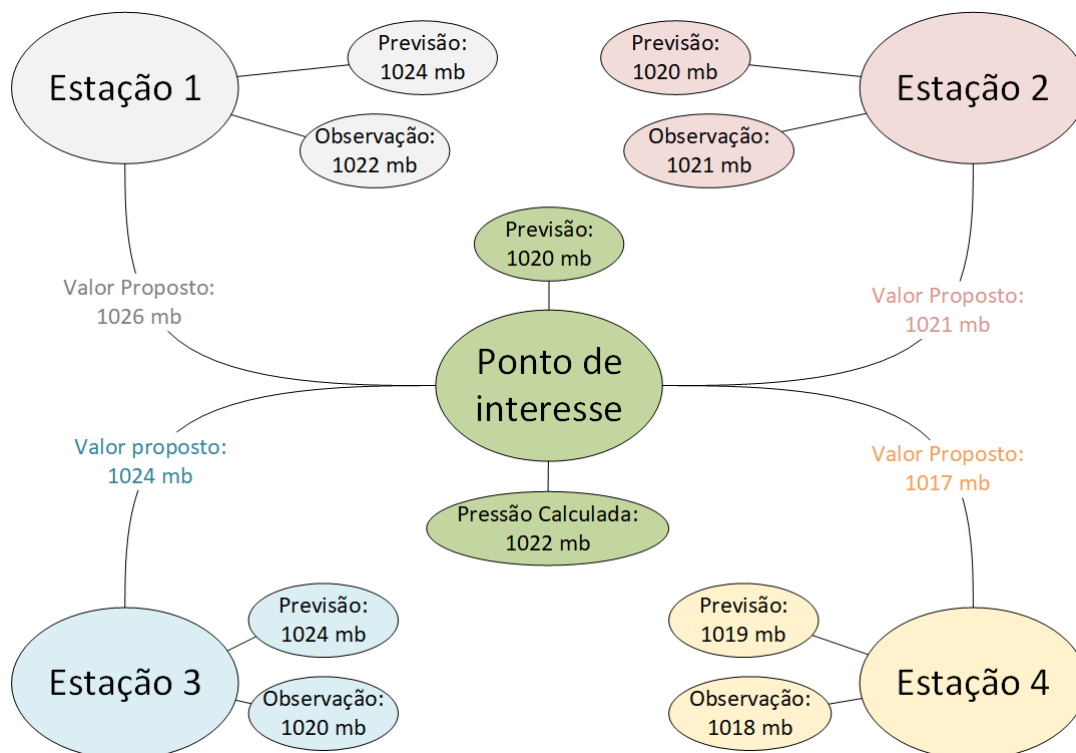 Estação 1
Previsão:
1024 mb
Observação:
1022 mb
Previsão:
1020 mb
Observação:
1021 mb
Estação 2
Valor Proposto:
1026 mb
Previsão:
1020 mb
Valor Proposto:
1021 mb
Ponto de
interesse
Valor proposto:
1024 mb
Valor Proposto:
1017 mb
Pressão Calculada:
1022 mb
Estação 3
Previsão:
1024 mb
Observação:
1020 mb
Previsão:
1019 mb
Observação:
1018 mb
Estação 4